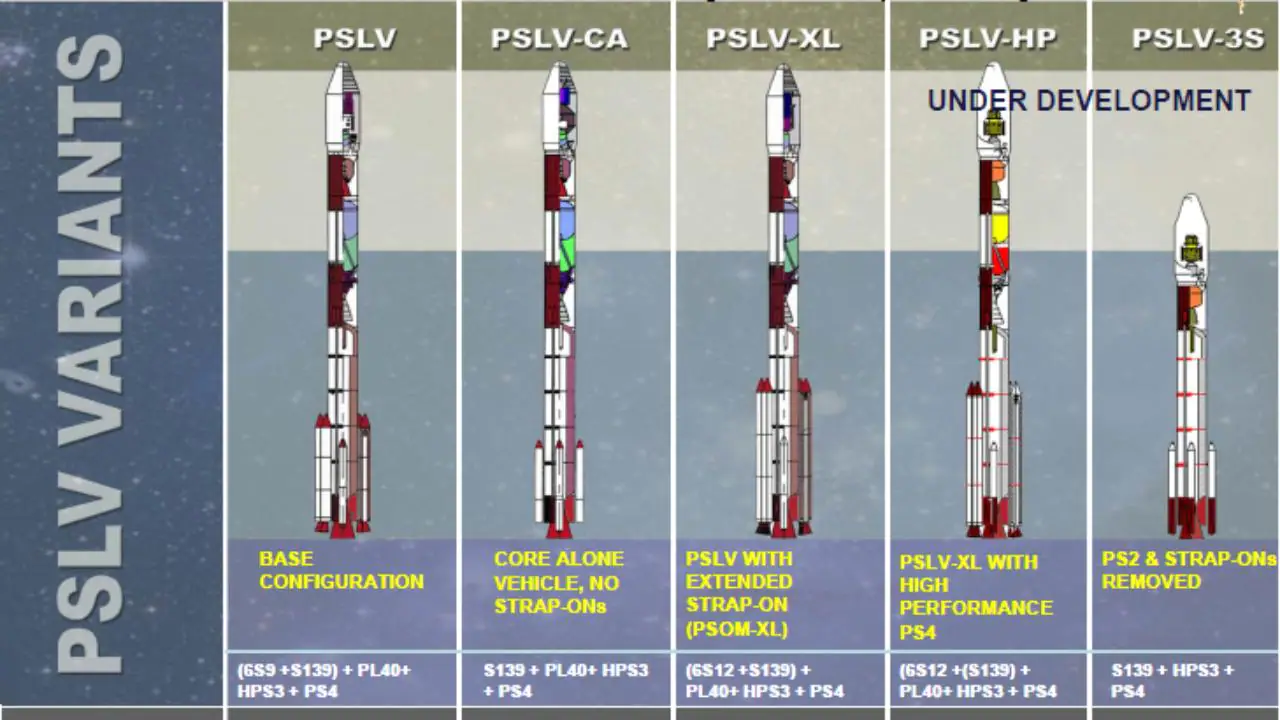 PSLV VARIANTS
PSLV
PSLV-CA
PSLV-XL
PSLV-HP
PSLV-3S
UNDER DEVELOPMENT
BASE
CONFIGURATION
CORE ALONE
VEHICLE, NO
STRAP-ONs
PSLV WITH
EXTENDED
STRAP-ON
(PSOM-XL)
PSLV-XL WITH
HIGH
PERFORMANCE
PS4
PS2 & STRAP-ONs
REMOVED
(6S9 +S139) + PL40+
HPS3 + PS4
S139 + PL40+ HPS3
+ PS4
(6S12 +S139) +
PL40+ HPS3 + PS4
(6S12 +(S139) +
PL40+ HPS3 + PS4
S139 + HPS3 +
PS4